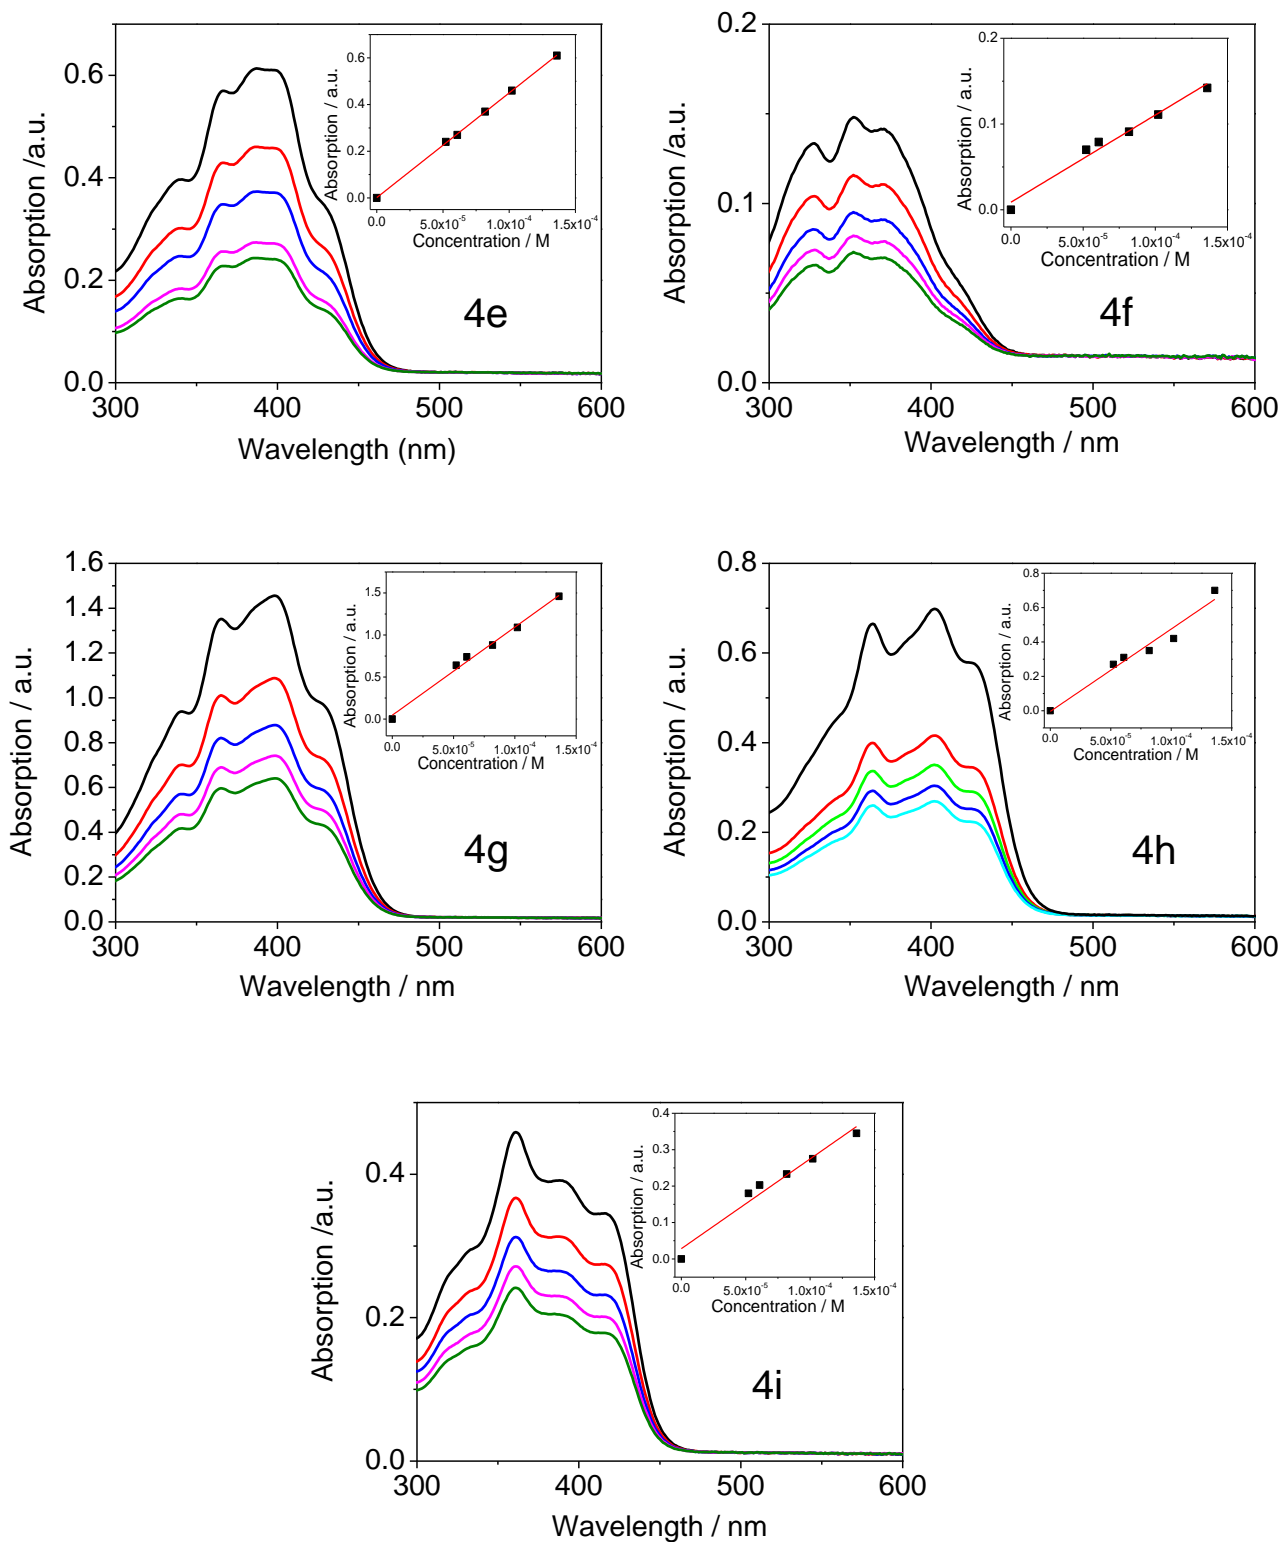 Absorption /a.u.
0.6
0.4
0.2
0.0
300 400 500 600
Wavelength (nm)
4e
Absorption / a.u.
0.6
0.4
0.2
0.0
0.0 5.0x10⁻⁵ 1.0x10⁻⁴ 1.5x10⁻⁴
Concentration / M
Absorption / a.u.
0.2
0.1
0.0
300 400 500 600
Wavelength / nm
4f
Absorption / a.u.
0.2
0.1
0.0
0.0 5.0x10⁻⁵ 1.0x10⁻⁴ 1.5x10⁻⁴
Concentration / M
Absorption / a.u.
1.6
1.4
1.2
1.0
0.8
0.6
0.4
0.2
0.0
300 400 500 600
Wavelength / nm
4g
Absorption / a.u.
1.5
1.0
0.5
0.0
0.0 5.0x10⁻⁵ 1.0x10⁻⁴ 1.5x10⁻⁴
Concentration / M
Absorption / a.u.
0.8
0.6
0.4
0.2
0.0
300 400 500 600
Wavelength / nm
4h
Absorption / a.u.
0.8
0.6
0.4
0.2
0.0
0.0 5.0x10⁻⁵ 1.0x10⁻⁴ 1.5x10⁻⁴
Concentration / M
Absorption /a.u.
0.4
0.2
0.0
300 400 500 600
Wavelength / nm
4i
Absorption / a.u.
0.4
0.3
0.2
0.1
0.0
0.0 5.0x10⁻⁵ 1.0x10⁻⁴ 1.5x10⁻⁴
Concentration / M